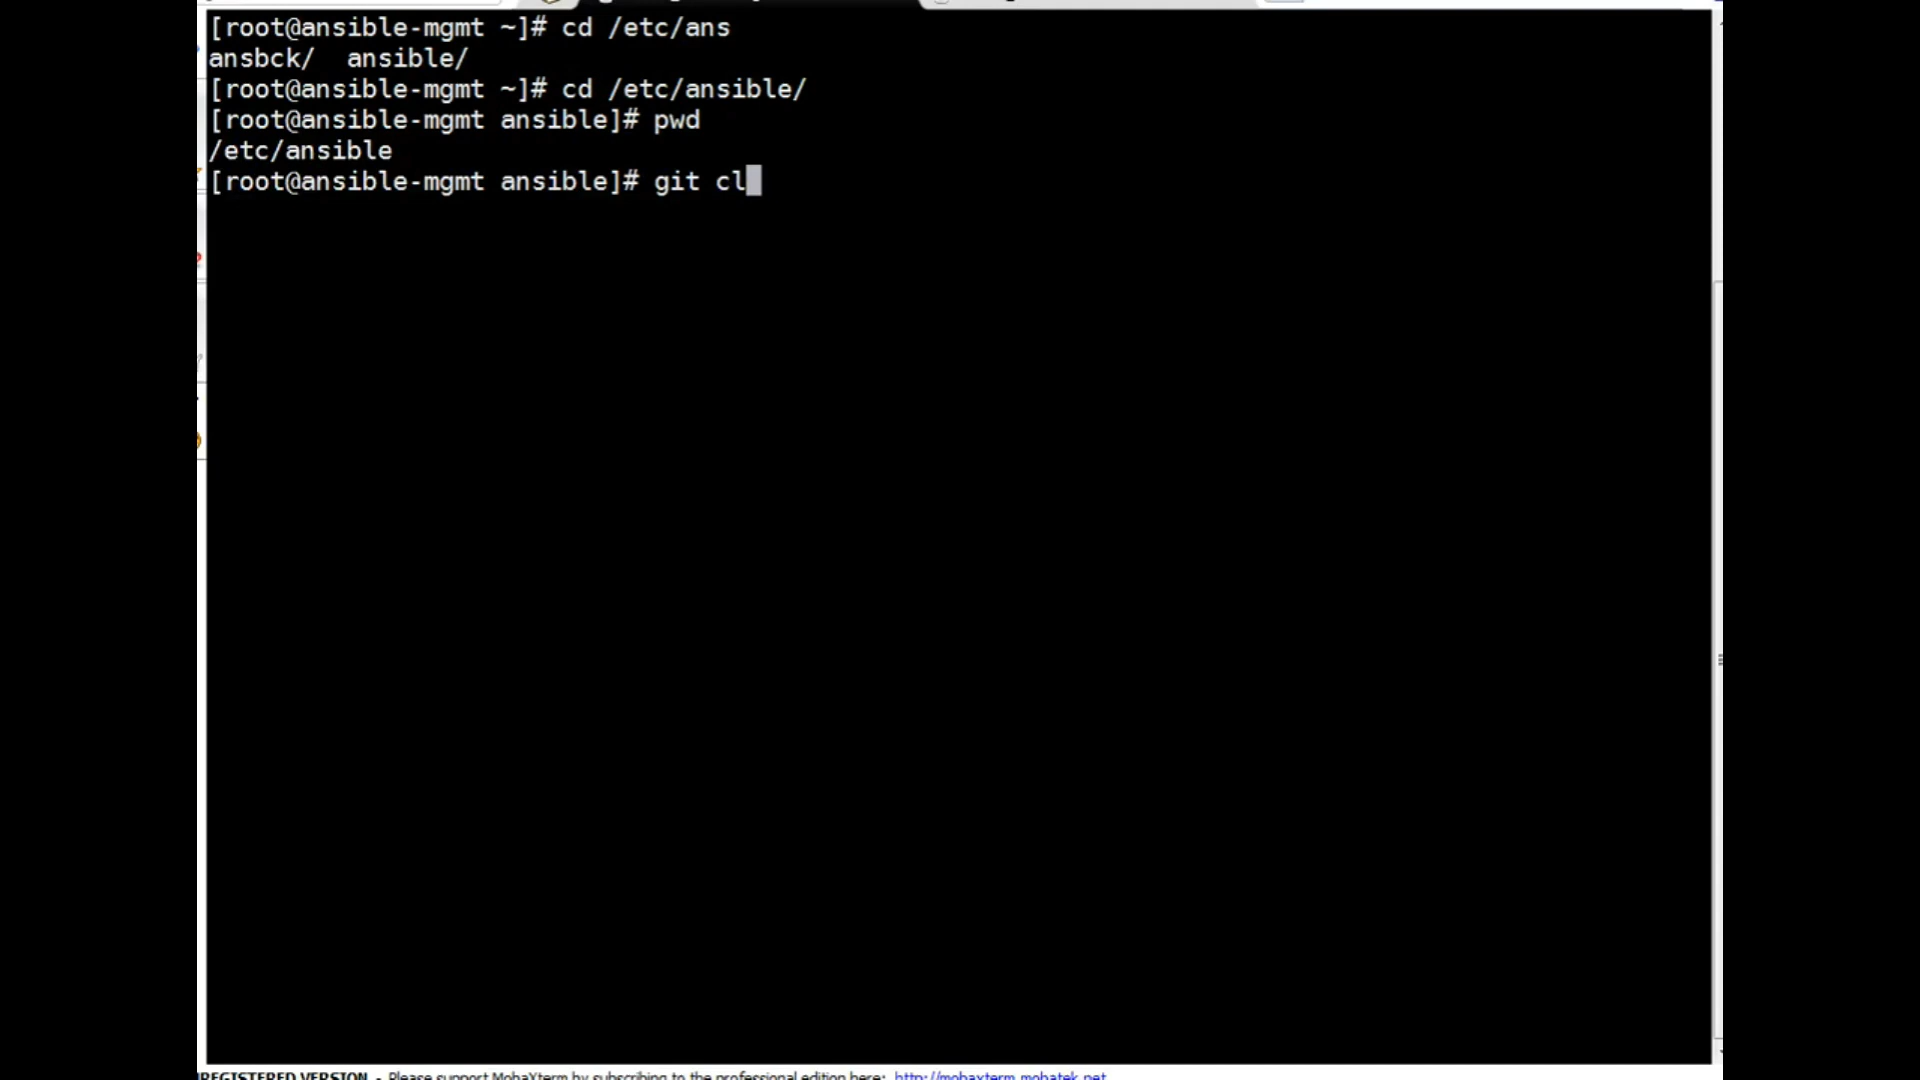 [root@ansible-mgmt ~]# cd /etc/ans
ansbck/  ansible/
[root@ansible-mgmt ~]# cd /etc/ansible/
[root@ansible-mgmt ansible]# pwd
/etc/ansible
[root@ansible-mgmt ansible]# git cl
REGISTERED VERSION - Please support MobaXterm by subscribing to the professional edition here: http://mobaxterm.mobatek.net